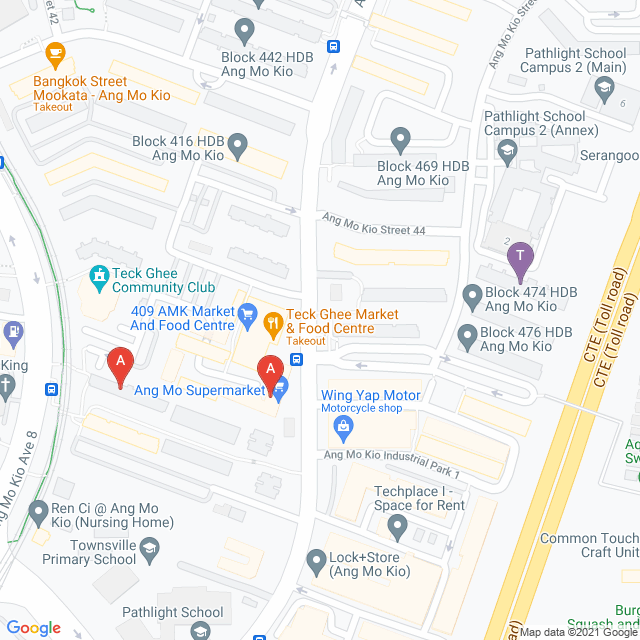 Street 42
Block 442 HDB
Ang Mo Kio
Ang Mo Kio Street
Pathlight School
Campus 2 (Main)
6
Bangkok Street
Mookata - Ang Mo Kio
Takeout
Pathlight School
Campus 2 (Annex)
Block 416 HDB
Ang Mo Kio
Serangoo
Block 469 HDB
Ang Mo Kio
Ang Mo Kio Street 44
2
T
Teck Ghee
Community Club
Block 474 HDB
Ang Mo Kio
409 AMK Market
And Food Centre
Teck Ghee Market
& Food Centre
Takeout
CTE (Toll road)
CTE (Toll road)
Block 476 HDB
Ang Mo Kio
King
A
A
Ang Mo Supermarket
Wing Yap Motor
Motorcycle shop
Ang Mo Kio Ave 8
Ang Mo Kio Industrial Park 1
Aq
Sw
Techplace I -
Space for Rent
Ren Ci @ Ang Mo
Kio (Nursing Home)
Townsville
Primary School
Common Touch
Craft Unit
Lock+Store
(Ang Mo Kio)
Pathlight School
Burg
Squash and
road)
Google
Map data ©2021 Google